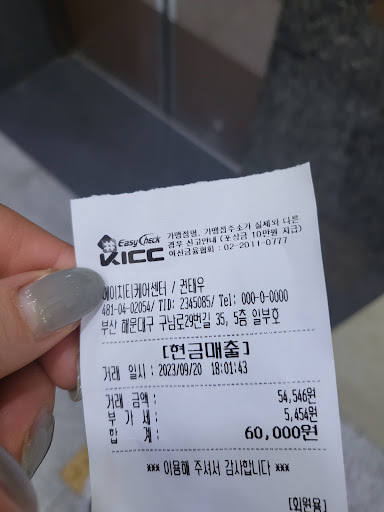 Easy Check
KICC
가맹점명, 가맹점주소가 실제와 다른
경우 신고안내 (포상금 10만원 지급)
여신금융협회 : 02-2011-0777
에이치티케어센터 / 권태우
481-04-02054/ TID: 2345085/ Tel: 000-0-0000
부산 해운대구 구남로29번길 35, 5층 일부호
[현금매출]
거래 일시 : 2023/09/20 18:01:43
거래 금액 : 54,546원
부 가 세 : 5,454원
합 계 : 60,000원
*** 이용해 주셔서 감사합니다 ***
[회원용]